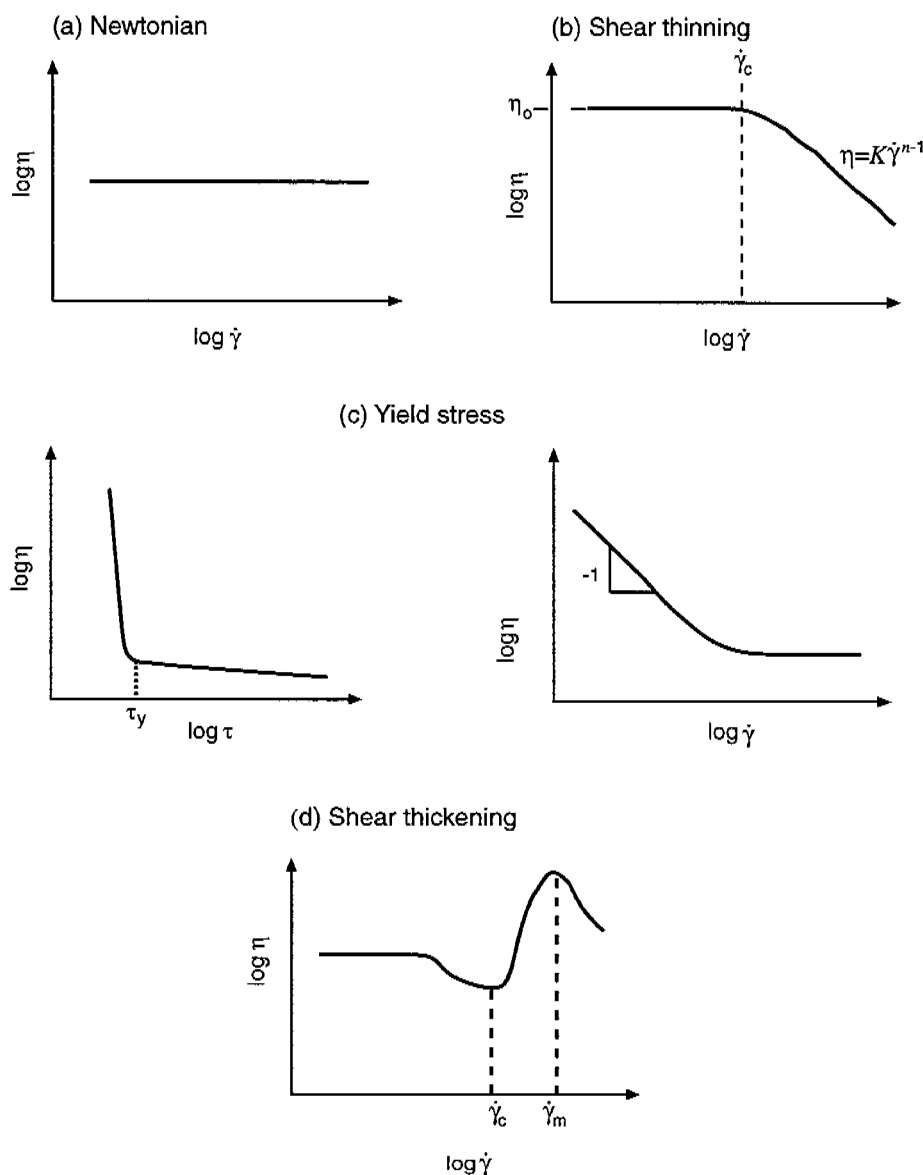 (a) Newtonian
log η
log γ̇
(b) Shear thinning
γ̇c
ηo
η=Kγ̇ⁿ⁻¹
log η
log γ̇
(c) Yield stress
log η
τy
log τ
-1
log η
log γ̇
(d) Shear thickening
log η
γ̇c γ̇m
log γ̇